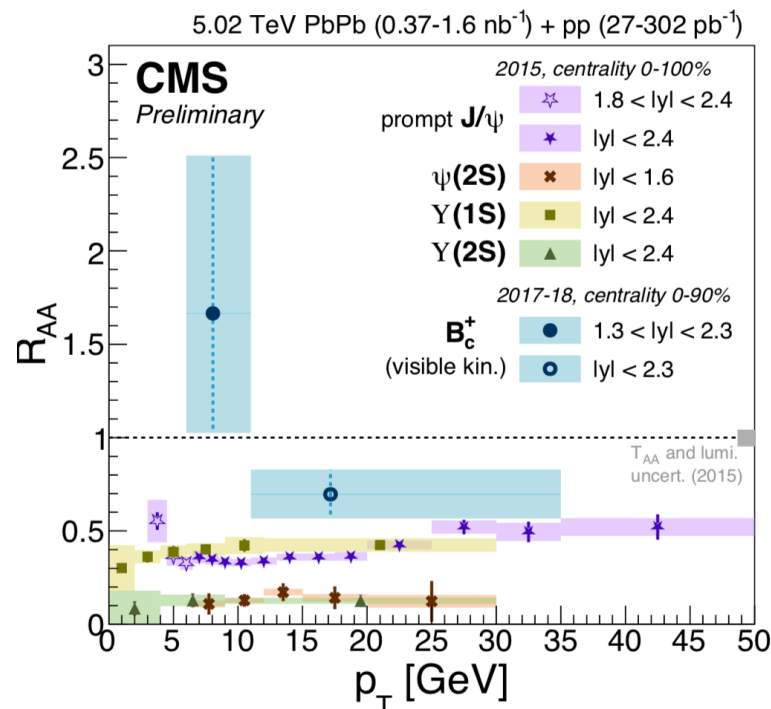 5.02 TeV PbPb (0.37-1.6 nb⁻¹) + pp (27-302 pb⁻¹)
CMS
Preliminary
2015, centrality 0-100%
prompt J/ψ
1.8 < |y| < 2.4
|y| < 2.4
ψ(2S) |y| < 1.6
Υ(1S) |y| < 2.4
Υ(2S) |y| < 2.4
2017-18, centrality 0-90%
B_c^+
(visible kin.)
1.3 < |y| < 2.3
|y| < 2.3
T_AA and lumi.
uncert. (2015)
R_AA
3
2.5
2
1.5
1
0.5
0
0 5 10 15 20 25 30 35 40 45 50
p_T [GeV]